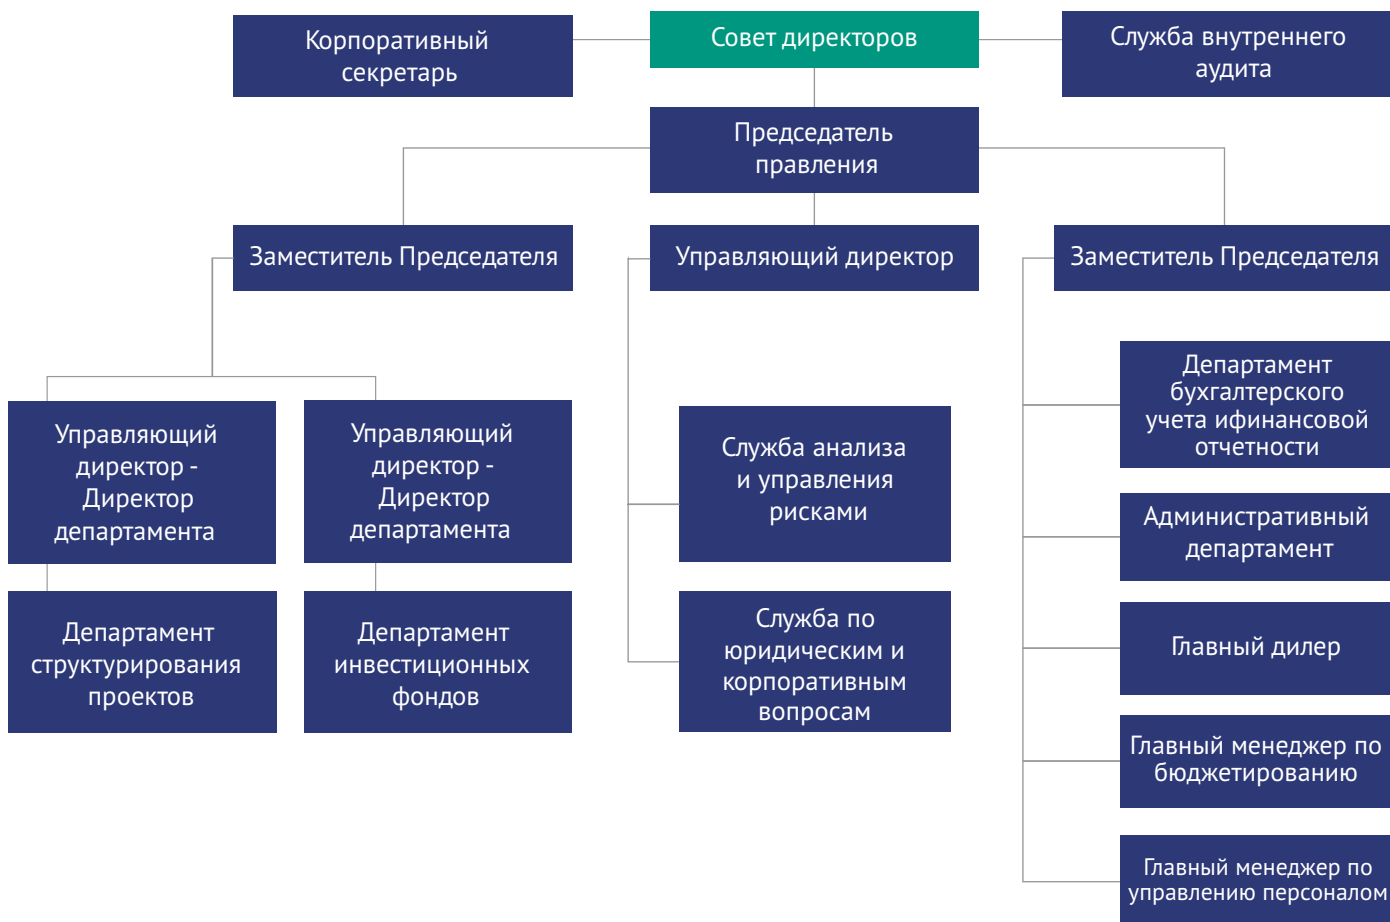 Корпоративный
секретарь
Совет директоров
Служба внутреннего
аудита
Председатель
правления
Заместитель Председателя
Управляющий директор
Заместитель Председателя
Управляющий
директор -
Директор
департамента
Управляющий
директор -
Директор
департамента
Департамент
структурирования
проектов
Департамент
инвестиционных
фондов
Служба анализа
и управления
рисками
Служба по
юридическим и
корпоративным
вопросам
Департамент
бухгалтерского
учета ифинансовой
отчетности
Административный
департамент
Главный дилер
Главный менеджер по
бюджетированию
Главный менеджер по
управлению персоналом